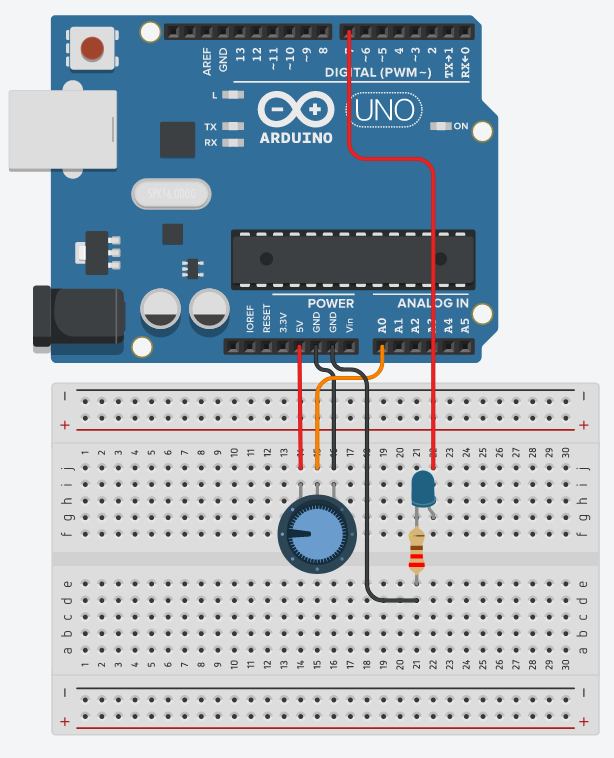 AREF GND 13 12 ~11 ~10 ~9 8 7 ~6 ~5 4 ~3 2 TX→1 RX←0
DIGITAL (PWM~)
L
TX
RX
ARDUINO
UNO
ON
POWER
ANALOG IN
IOREF RESET 3.3V 5V GND GND Vin A0 A1 A2 A4 A5
− −
+ +
1 2 3 4 5 6 7 8 9 10 11 12 13 14 15 16 17 18 19 20 21 22 23 24 25 26 27 28 29 30
j j
i i
h h
g g
f f
e e
d d
c c
b b
a a
1 2 3 4 5 6 7 8 9 10 11 12 13 14 15 16 17 18 19 20 21 22 23 24 25 26 27 28 29 30
− −
+ +